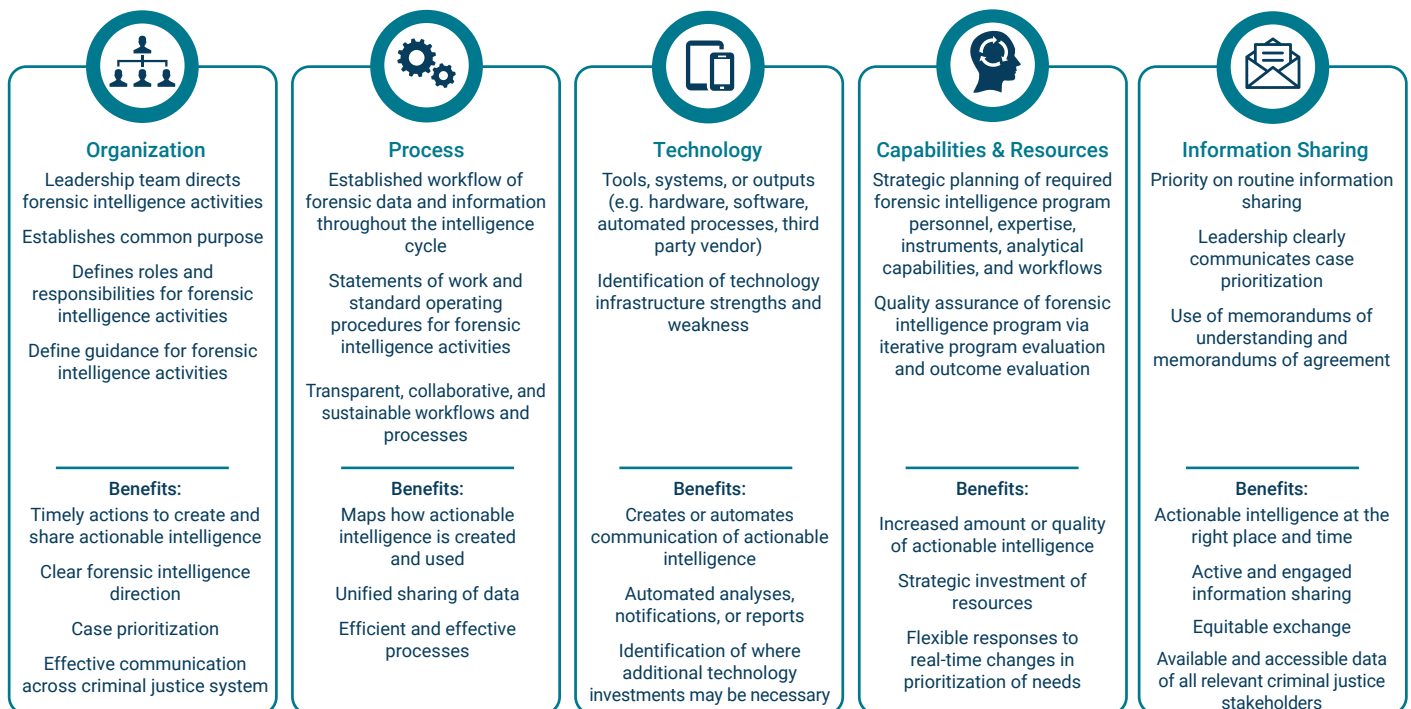 Organization
Leadership team directs
forensic intelligence activities
Establishes common purpose
Defines roles and
responsibilities for forensic
intelligence activities
Define guidance for forensic
intelligence activities
Benefits:
Timely actions to create and
share actionable intelligence
Clear forensic intelligence
direction
Case prioritization
Effective communication
across criminal justice system
Process
Established workflow of
forensic data and information
throughout the intelligence
cycle
Statements of work and
standard operating
procedures for forensic
intelligence activities
Transparent, collaborative, and
sustainable workflows and
processes
Benefits:
Maps how actionable
intelligence is created
and used
Unified sharing of data
Efficient and effective
processes
Technology
Tools, systems, or outputs
(e.g. hardware, software,
automated processes, third
party vendor)
Identification of technology
infrastructure strengths and
weakness
Benefits:
Creates or automates
communication of actionable
intelligence
Automated analyses,
notifications, or reports
Identification of where
additional technology
investments may be necessary
Capabilities & Resources
Strategic planning of required
forensic intelligence program
personnel, expertise,
instruments, analytical
capabilities, and workflows
Quality assurance of forensic
intelligence program via
iterative program evaluation
and outcome evaluation
Benefits:
Increased amount or quality
of actionable intelligence
Strategic investment of
resources
Flexible responses to
real-time changes in
prioritization of needs
Information Sharing
Priority on routine information
sharing
Leadership clearly
communicates case
prioritization
Use of memorandums of
understanding and
memorandums of agreement
Benefits:
Actionable intelligence at the
right place and time
Active and engaged
information sharing
Equitable exchange
Available and accessible data
of all relevant criminal justice
stakeholders